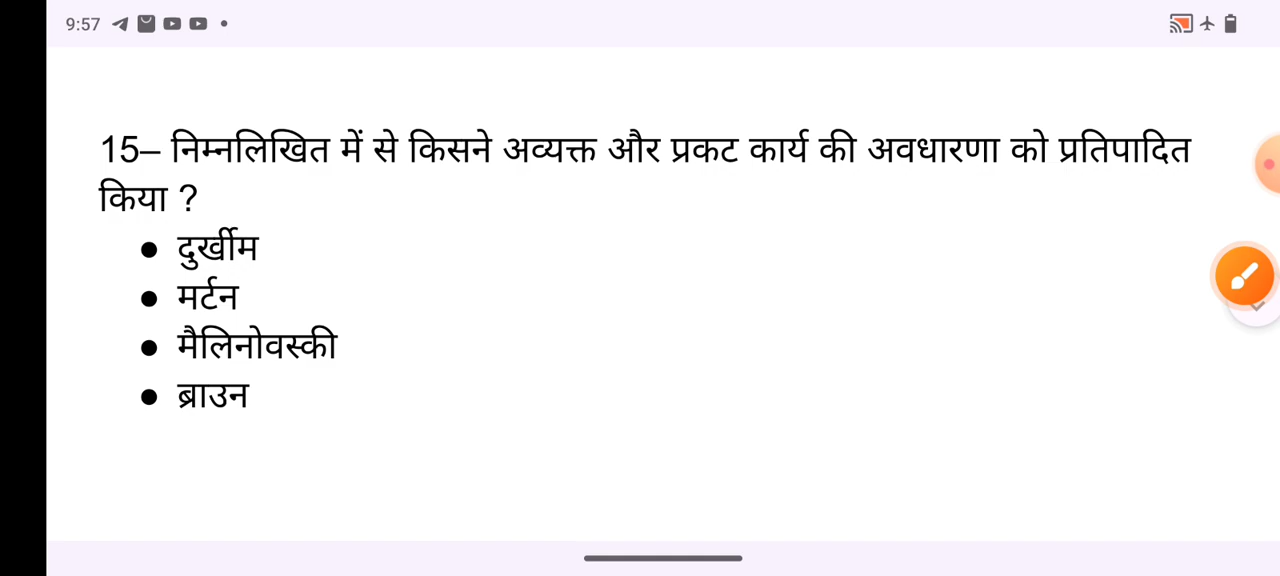 9:57
15– निम्नलिखित में से किसने अव्यक्त और प्रकट कार्य की अवधारणा को प्रतिपादित
किया ?
● दुर्खीम
● मर्टन
● मैलिनोवस्की
● ब्राउन